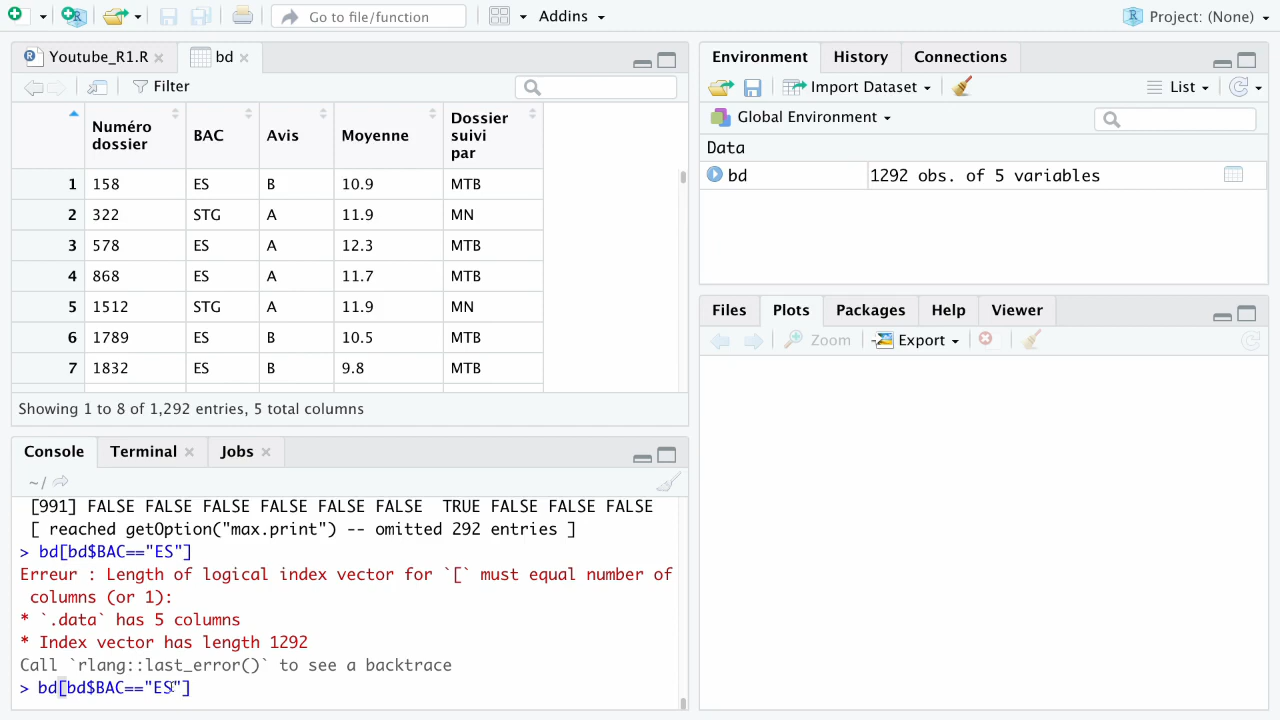 Go to file/function
Addins
Project: (None)
Youtube_R1.R
bd
Filter
Numéro dossier BAC Avis Moyenne Dossier suivi par
1 158 ES B 10.9 MTB
2 322 STG A 11.9 MN
3 578 ES A 12.3 MTB
4 868 ES A 11.7 MTB
5 1512 STG A 11.9 MN
6 1789 ES B 10.5 MTB
7 1832 ES B 9.8 MTB
Showing 1 to 8 of 1,292 entries, 5 total columns
Console Terminal Jobs
~/
[991] FALSE FALSE FALSE FALSE FALSE FALSE TRUE FALSE FALSE FALSE
[ reached getOption("max.print") -- omitted 292 entries ]
> bd[bd$BAC=="ES"]
Erreur : Length of logical index vector for `[` must equal number of
columns (or 1):
* `.data` has 5 columns
* Index vector has length 1292
Call `rlang::last_error()` to see a backtrace
> bd[bd$BAC=="ES"]
Environment History Connections
Import Dataset
List
Global Environment
Data
bd 1292 obs. of 5 variables
Files Plots Packages Help Viewer
Zoom Export